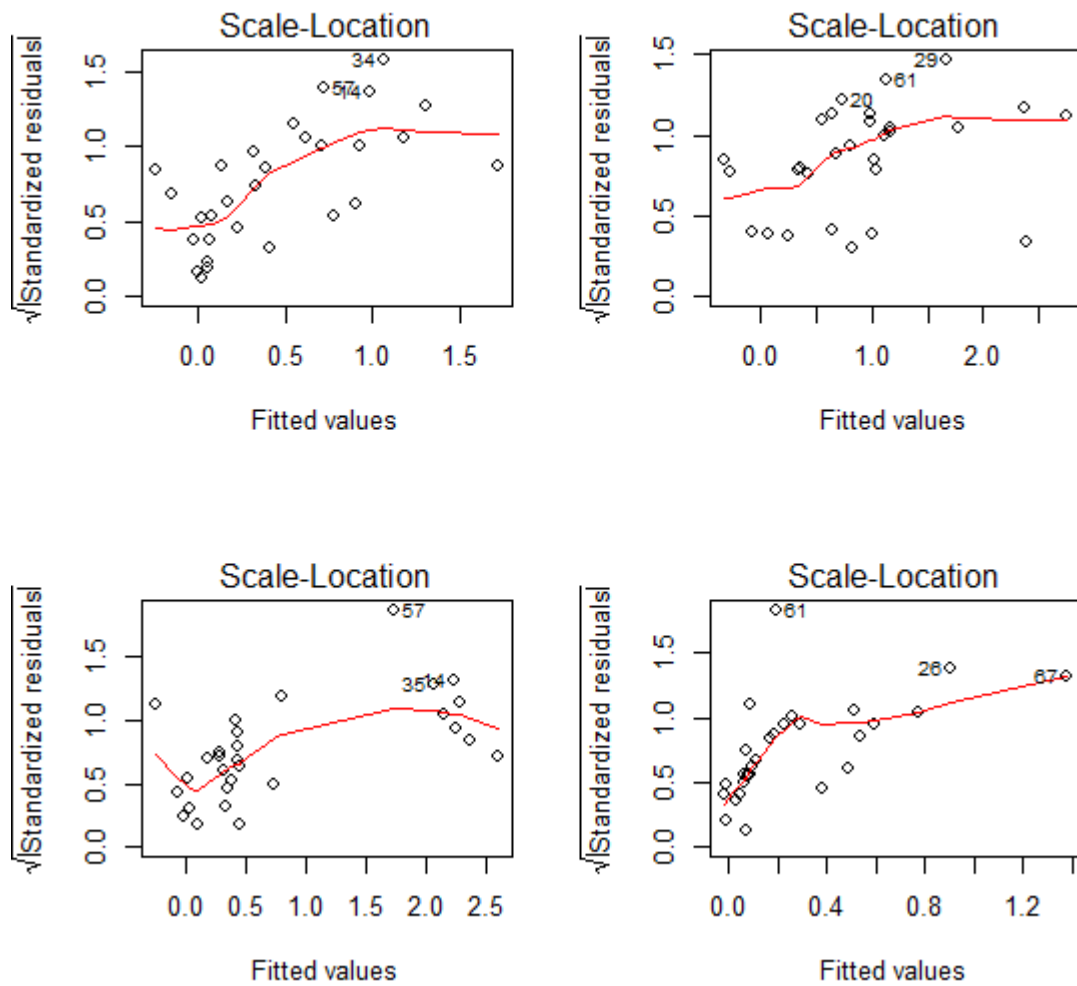 Scale-Location
√|Standardized residuals|
0.0 0.5 1.0 1.5
34
57
14
0.0 0.5 1.0 1.5
Fitted values
Scale-Location
√|Standardized residuals|
0.0 0.5 1.0 1.5
29
61
20
0.0 1.0 2.0
Fitted values
Scale-Location
√|Standardized residuals|
0.0 0.5 1.0 1.5
57
14
35
0.0 0.5 1.0 1.5 2.0 2.5
Fitted values
Scale-Location
√|Standardized residuals|
0.0 0.5 1.0 1.5
61
26
67
0.0 0.4 0.8 1.2
Fitted values